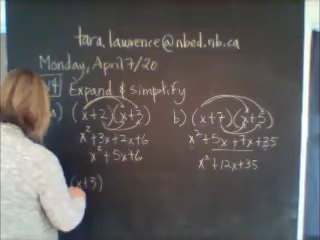 tara.lawrence@nbed.nb.ca
Monday, April 7/20
Expand & simplify
a) (x+2)(x+3)
x²+3x+2x+6
x²+5x+6
b) (x+7)(x+5)
x²+5x+7x+35
x²+12x+35
(x+3)